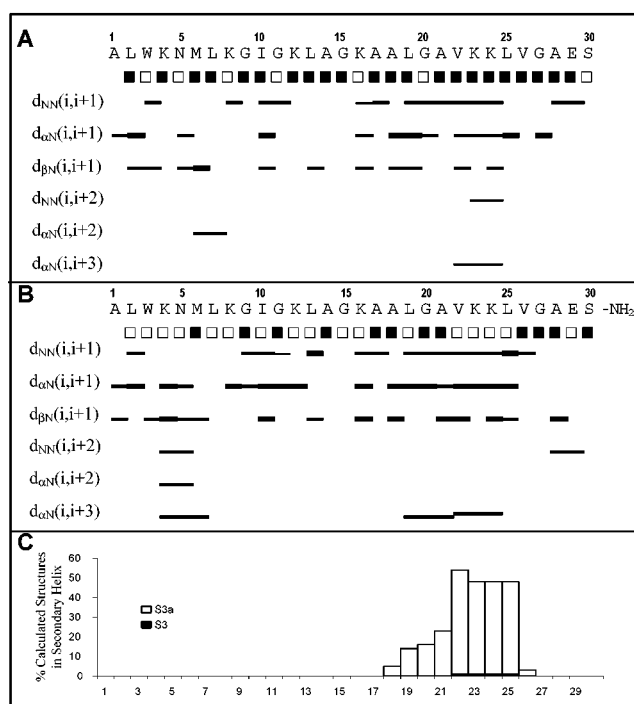 A
1 5 10 15 20 25 30
A L W K N M L K G I G K L A G K A A L G A V K K L V G A E S
dNN(i,i+1)
dαN(i,i+1)
dβN(i,i+1)
dNN(i,i+2)
dαN(i,i+2)
dαN(i,i+3)
B
1 5 10 15 20 25 30
A L W K N M L K G I G K L A G K A A L G A V K K L V G A E S -NH2
dNN(i,i+1)
dαN(i,i+1)
dβN(i,i+1)
dNN(i,i+2)
dαN(i,i+2)
dαN(i,i+3)
C
% Calculated Structures
in Secondary Helix
60
50
40
30
20
10
0
S3a
S3
1 3 5 7 9 11 13 15 17 19 21 23 25 27 29